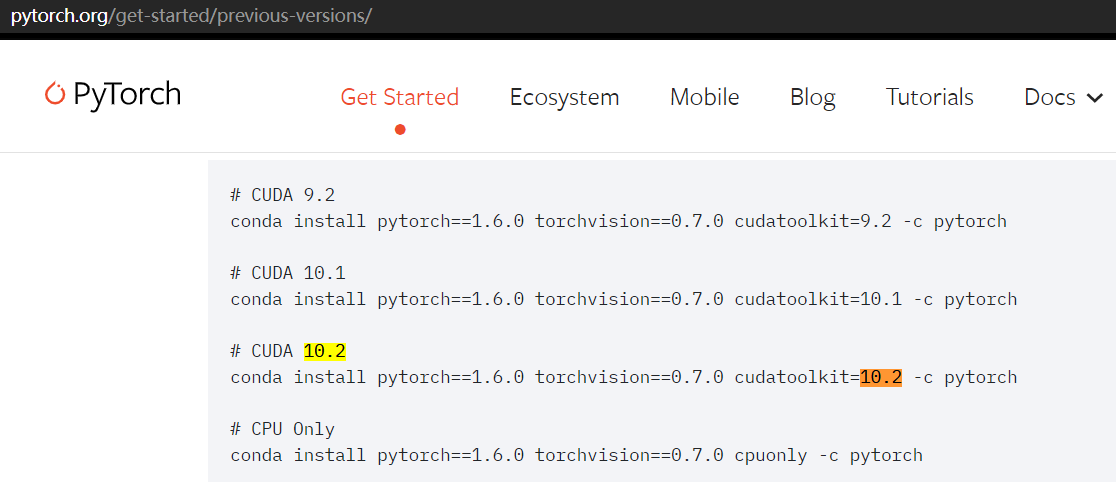 pytorch.org/get-started/previous-versions/
PyTorch Get Started Ecosystem Mobile Blog Tutorials Docs
# CUDA 9.2
conda install pytorch==1.6.0 torchvision==0.7.0 cudatoolkit=9.2 -c pytorch
# CUDA 10.1
conda install pytorch==1.6.0 torchvision==0.7.0 cudatoolkit=10.1 -c pytorch
# CUDA 10.2
conda install pytorch==1.6.0 torchvision==0.7.0 cudatoolkit=10.2 -c pytorch
# CPU Only
conda install pytorch==1.6.0 torchvision==0.7.0 cpuonly -c pytorch